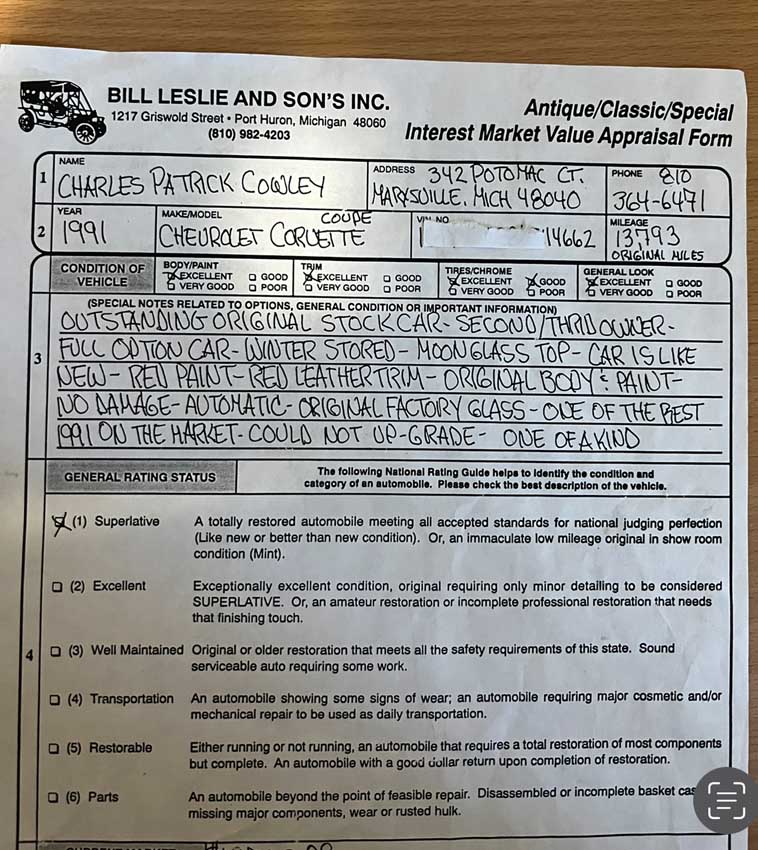 BILL LESLIE AND SON'S INC.
1217 Griswold Street • Port Huron, Michigan 48060
(810) 982-4203
Antique/Classic/Special
Interest Market Value Appraisal Form
1 NAME CHARLES PATRICK COWLEY
ADDRESS 342 POTOMAC CT.
MARYSVILLE, MICH 48040
PHONE 810
364-6471
2 YEAR 1991
MAKE/MODEL COUPE
CHEVROLET CORVETTE
VIN NO. 1 14662
MILEAGE 13,793
ORIGINAL MILES
CONDITION OF VEHICLE
BODY/PAINT
EXCELLENT GOOD
VERY GOOD POOR
TRIM
EXCELLENT GOOD
VERY GOOD POOR
TIRES/CHROME
EXCELLENT GOOD
VERY GOOD POOR
GENERAL LOOK
EXCELLENT GOOD
VERY GOOD POOR
3
(SPECIAL NOTES RELATED TO OPTIONS, GENERAL CONDITION OR IMPORTANT INFORMATION)
OUTSTANDING ORIGINAL STOCK CAR- SECOND/THRID OWNER-
FULL OPTION CAR- WINTER STORED - MOONGLASS TOP- CAR IS LIKE
NEW - RED PAINT- RED LEATHER TRIM - ORIGINAL BODY & PAINT-
NO DAMAGE- AUTOMATIC- ORIGINAL FACTORY GLASS - ONE OF THE BEST
1991 ON THE MARKET- COULD NOT UP-GRADE- ONE OF A KIND
GENERAL RATING STATUS
The following National Rating Guide helps to identify the condition and
category of an automobile. Please check the best description of the vehicle.
4
(1) Superlative A totally restored automobile meeting all accepted standards for national judging perfection
(Like new or better than new condition). Or, an immaculate low mileage original in show room
condition (Mint).
(2) Excellent Exceptionally excellent condition, original requiring only minor detailing to be considered
SUPERLATIVE. Or, an amateur restoration or incomplete professional restoration that needs
that finishing touch.
(3) Well Maintained Original or older restoration that meets all the safety requirements of this state. Sound
serviceable auto requiring some work.
(4) Transportation An automobile showing some signs of wear; an automobile requiring major cosmetic and/or
mechanical repair to be used as daily transportation.
(5) Restorable Either running or not running, an automobile that requires a total restoration of most components
but complete. An automobile with a good dollar return upon completion of restoration.
(6) Parts An automobile beyond the point of feasible repair. Disassembled or incomplete basket cas
missing major components, wear or rusted hulk.